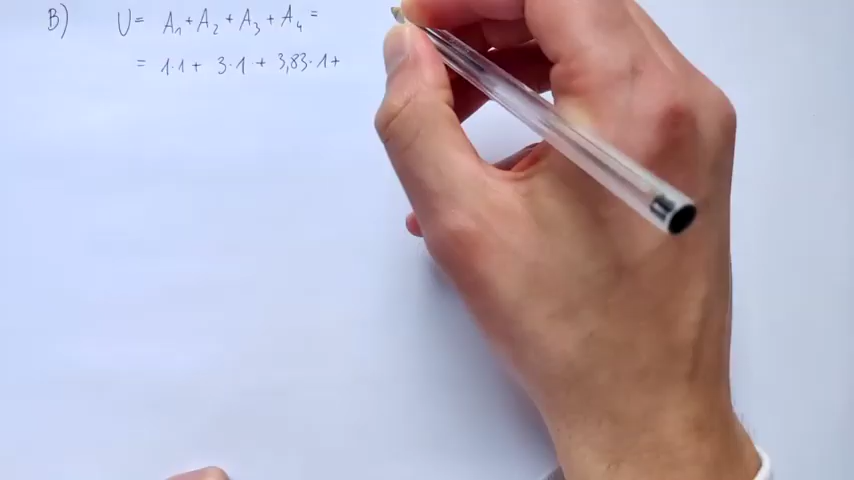 B) U= A₁+A₂+A₃+A₄=
= 1·1+ 3·1+ 3,83·1+